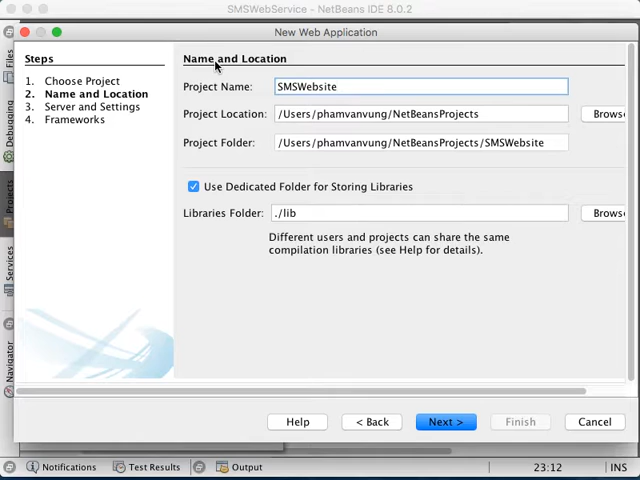 SMSWebService - NetBeans IDE 8.0.2
New Web Application
Files
Debugging
Projects
Services
Navigator
Steps
1. Choose Project
2. Name and Location
3. Server and Settings
4. Frameworks
Name and Location
Project Name: SMSWebsite
Project Location: /Users/phamvanvung/NetBeansProjects
Browse
Project Folder: /Users/phamvanvung/NetBeansProjects/SMSWebsite
Use Dedicated Folder for Storing Libraries
Libraries Folder: ./lib
Browse
Different users and projects can share the same
compilation libraries (see Help for details).
Help
< Back
Next >
Finish
Cancel
Notifications
Test Results
Output
23:12
INS